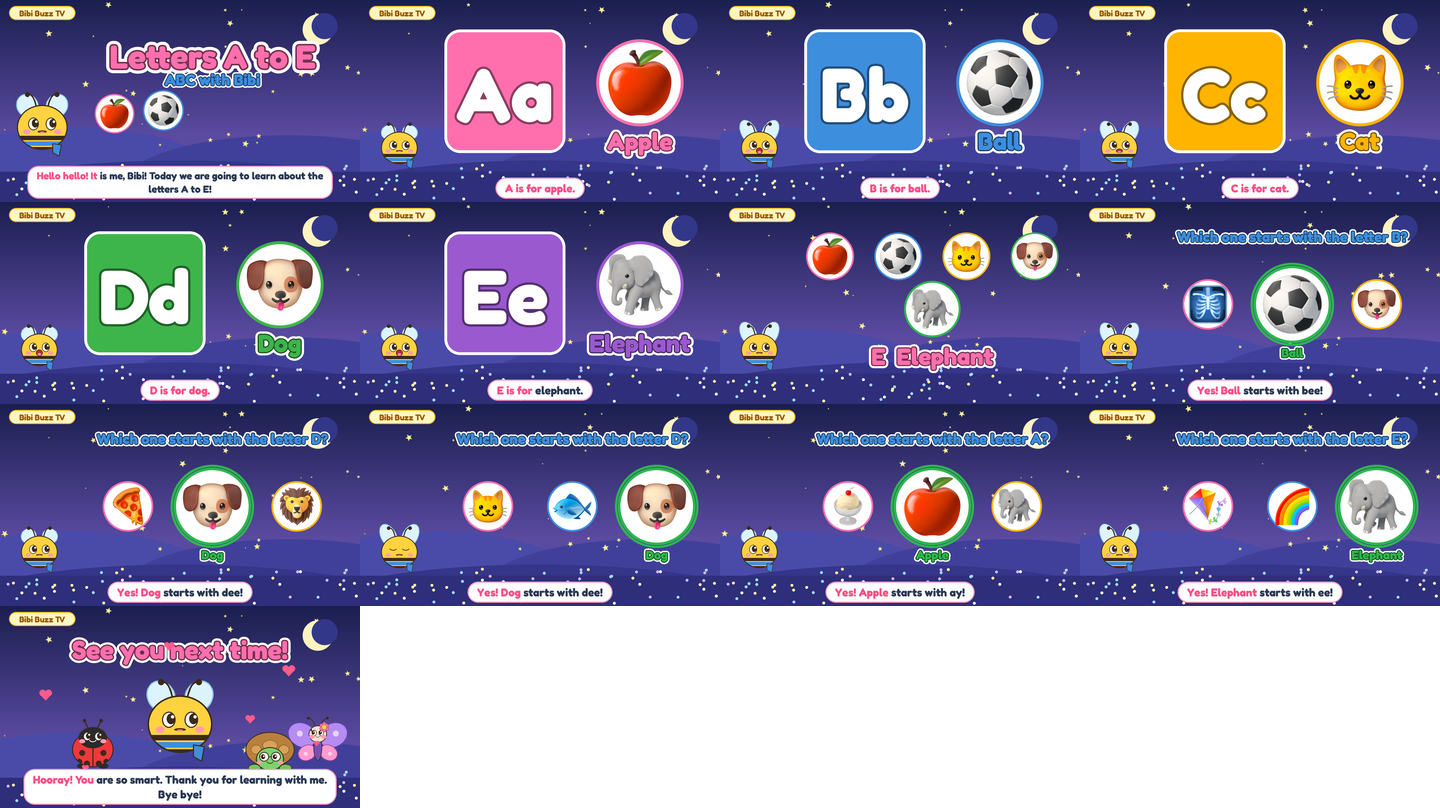 Bibi Buzz TV
Letters A to E
ABC with Bibi
Hello hello! It is me, Bibi! Today we are going to learn about the
letters A to E!
Bibi Buzz TV
Aa
Apple
A is for apple.
Bibi Buzz TV
Bb
Ball
B is for ball.
Bibi Buzz TV
Cc
Cat
C is for cat.
Bibi Buzz TV
Dd
Dog
D is for dog.
Bibi Buzz TV
Ee
Elephant
E is for elephant.
Bibi Buzz TV
E Elephant
Bibi Buzz TV
Which one starts with the letter B?
Ball
Yes! Ball starts with bee!
Bibi Buzz TV
Which one starts with the letter D?
Dog
Yes! Dog starts with dee!
Bibi Buzz TV
Which one starts with the letter D?
Dog
Yes! Dog starts with dee!
Bibi Buzz TV
Which one starts with the letter A?
Apple
Yes! Apple starts with ay!
Bibi Buzz TV
Which one starts with the letter E?
Elephant
Yes! Elephant starts with ee!
Bibi Buzz TV
See you next time!
Hooray! You are so smart. Thank you for learning with me.
Bye bye!